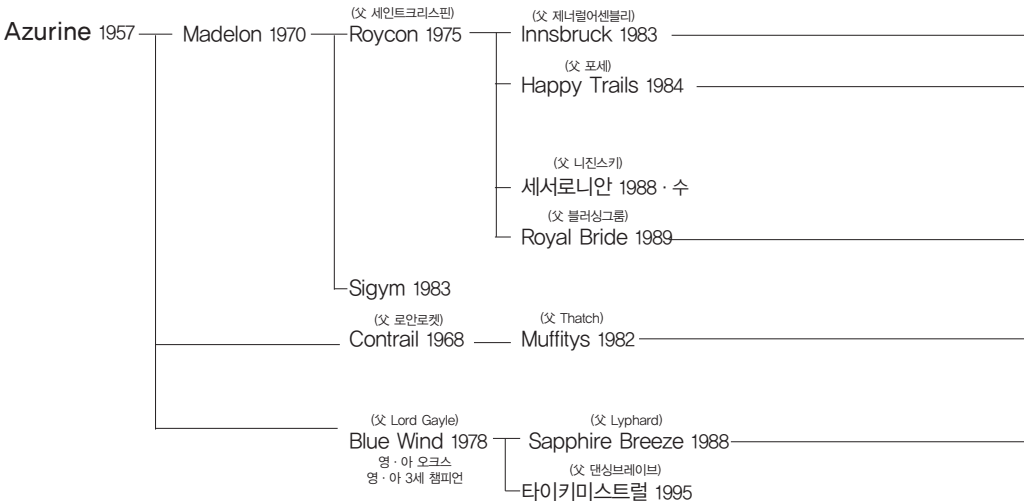 (父 세인트크리스핀)
(父 제너럴어센블리)
Azurine 1957
Madelon 1970
Roycon 1975
Innsbruck 1983
(父 포세)
Happy Trails 1984
(父 니진스키)
세서로니안 1988 · 수
(父 블러싱그룸)
Royal Bride 1989
Sigym 1983
(父 로안로켓)
(父 Thatch)
Contrail 1968
Muffitys 1982
(父 Lord Gayle)
(父 Lyphard)
Blue Wind 1978
Sapphire Breeze 1988
영 · 아 오크스
영 · 아 3세 챔피언
(父 댄싱브레이브)
타이키미스트럴 1995